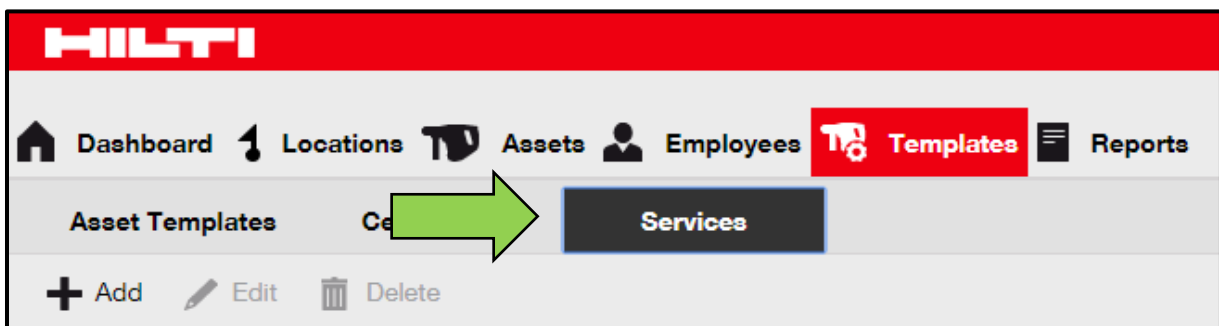 HILTI
Dashboard Locations Assets Employees Templates Reports
Asset Templates Services
Add Edit Delete